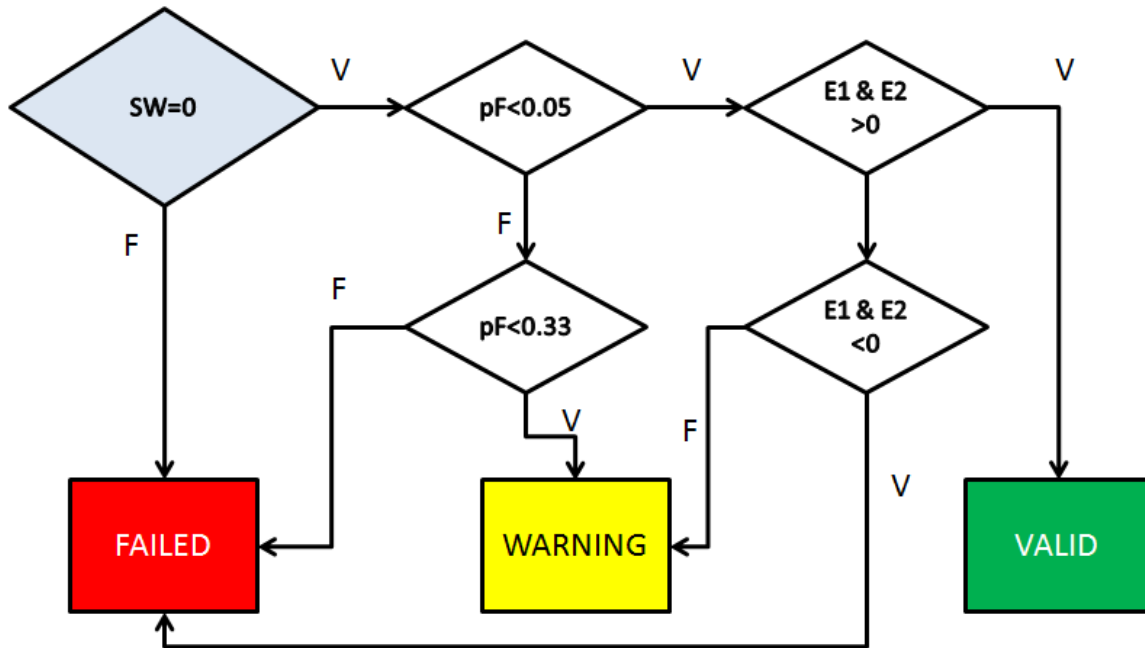 V
V
V
SW=0
pF<0.05
E1 & E2
>0
F
F
F
pF<0.33
E1 & E2
<0
V
F
V
FAILED
WARNING
VALID